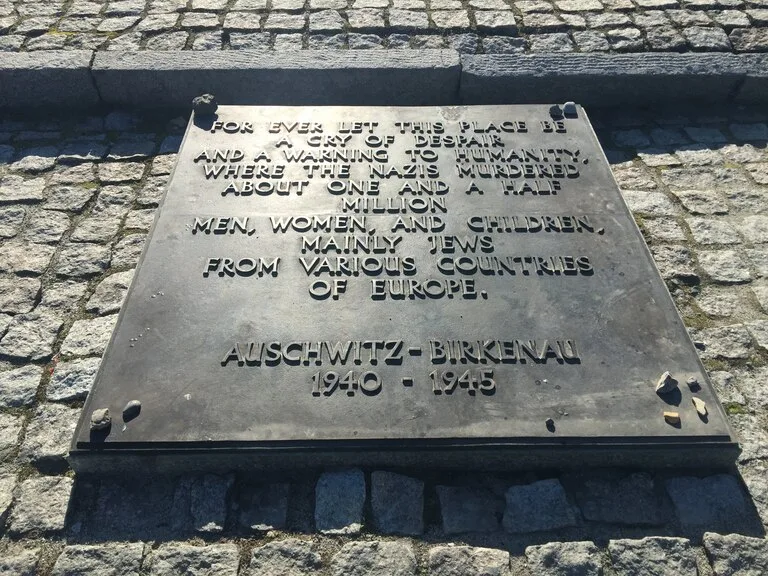 FOR EVER LET THIS PLACE BE
A CRY OF DESPAIR
AND A WARNING TO HUMANITY,
WHERE THE NAZIS MURDERED
ABOUT ONE AND A HALF
MILLION
MEN, WOMEN, AND CHILDREN,
MAINLY JEWS
FROM VARIOUS COUNTRIES
OF EUROPE.
AUSCHWITZ-BIRKENAU
1940 - 1945